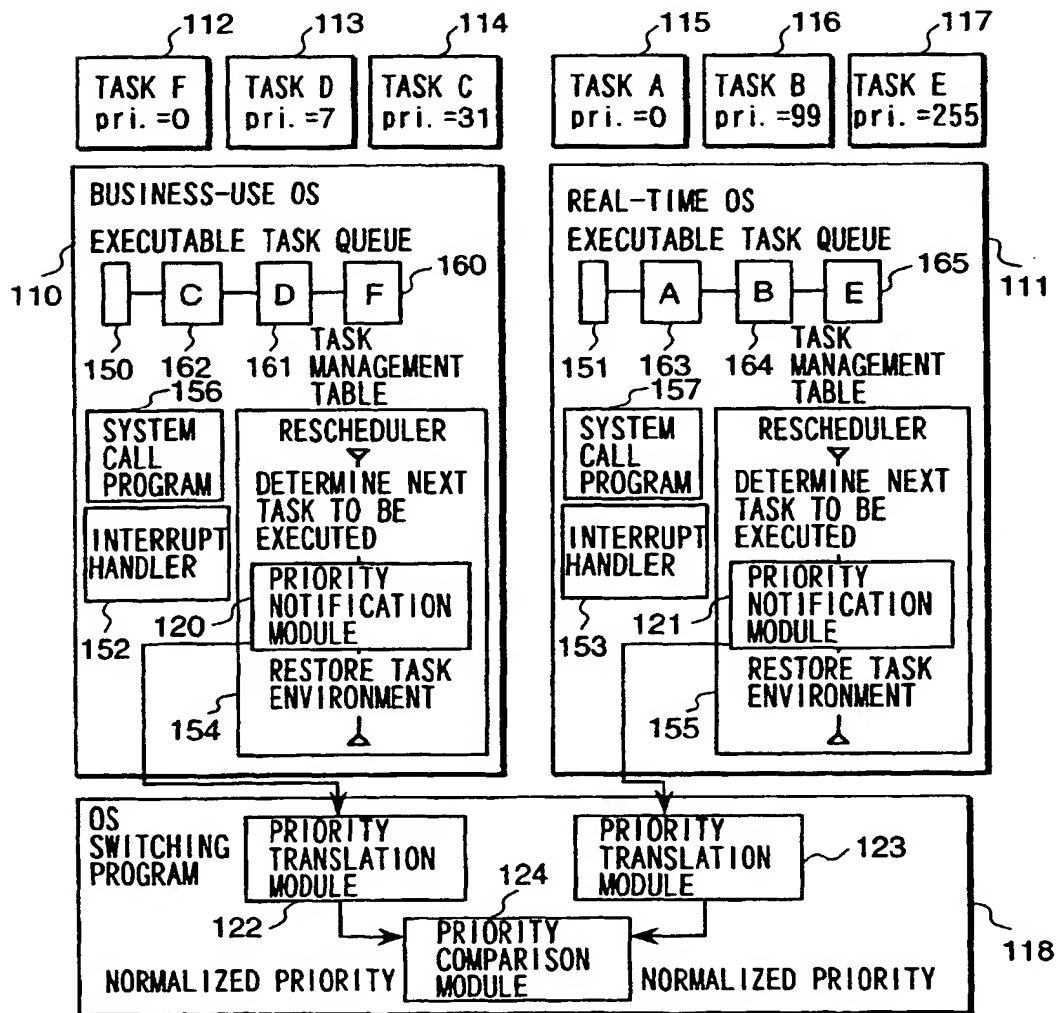 112
113
114
115
116
117
TASK F
pri. =0
TASK D
pri. =7
TASK C
pri. =31
TASK A
pri. =0
TASK B
pri. =99
TASK E
pri. =255
BUSINESS-USE OS
EXECUTABLE TASK QUEUE
160
110
C
D
F
150
162
161
TASK
MANAGEMENT
TABLE
156
SYSTEM
CALL
PROGRAM
INTERRUPT
HANDLER
152
RESCHEDULER
DETERMINE NEXT
TASK TO BE
EXECUTED
PRIORITY
NOTIFICATION
MODULE
120
RESTORE TASK
ENVIRONMENT
154
REAL-TIME OS
EXECUTABLE TASK QUEUE
165
111
A
B
E
151
163
164
TASK
MANAGEMENT
TABLE
157
SYSTEM
CALL
PROGRAM
INTERRUPT
HANDLER
153
RESCHEDULER
DETERMINE NEXT
TASK TO BE
EXECUTED
PRIORITY
NOTIFICATION
MODULE
121
RESTORE TASK
ENVIRONMENT
155
OS
SWITCHING
PROGRAM
PRIORITY
TRANSLATION
MODULE
122
PRIORITY
TRANSLATION
MODULE
123
124
PRIORITY
COMPARISON
MODULE
NORMALIZED PRIORITY
NORMALIZED PRIORITY
118